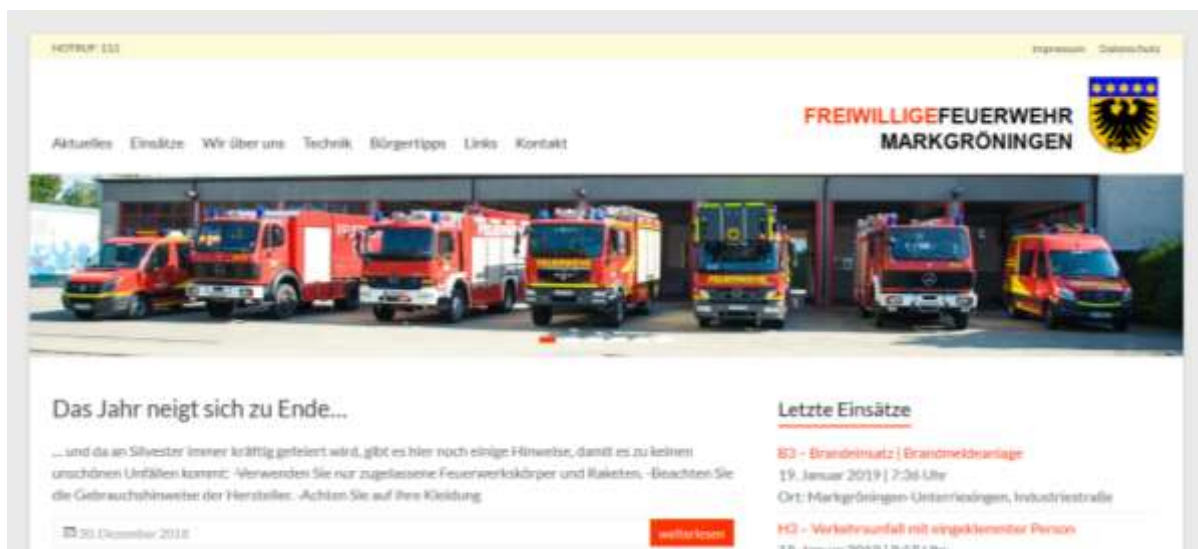 NOTRUF: 112
Impressum Datenschutz
FREIWILLIGEFEUERWEHR
MARKGRÖNINGEN
Aktuelles Einsätze Wir über uns Technik Bürgertipps Links Kontakt
Das Jahr neigt sich zu Ende...
... und da an Silvester immer kräftig gefeiert wird, gibt es hier noch einige Hinweise, damit es zu keinen
unschönen Unfällen kommt: -Verwenden Sie nur zugelassene Feuerwerkskörper und Raketen. -Beachten Sie
die Gebrauchshinweise der Hersteller. -Achten Sie auf Ihre Kleidung
30. Dezember 2018
weiterlesen
Letzte Einsätze
B3 – Brandeinsatz | Brandmeldeanlage
19. Januar 2019 | 7:36 Uhr
Ort: Markgröningen-Unterriexingen, Industriestraße
H3 – Verkehrsunfall mit eingeklemmter Person